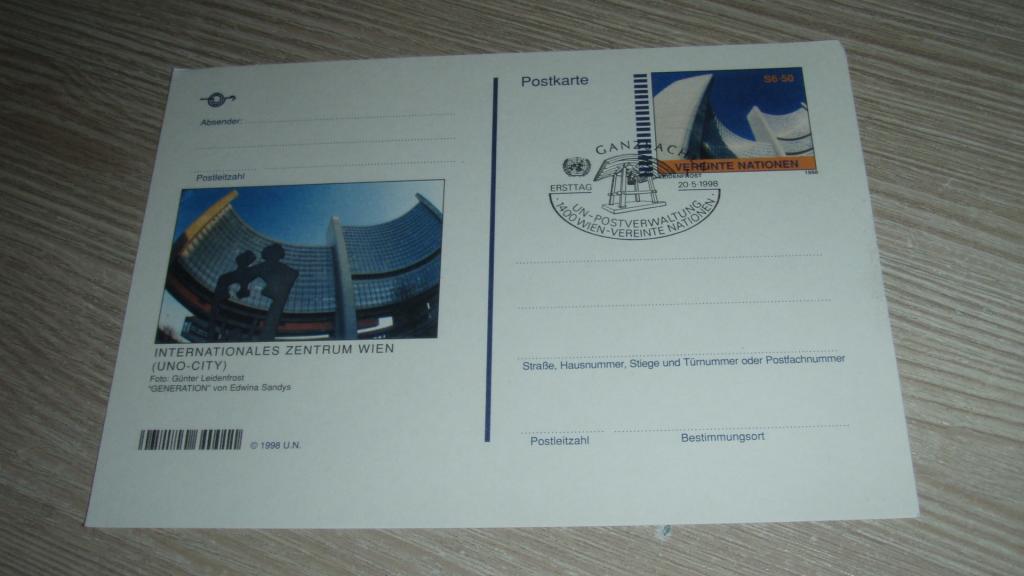 Absender:
Postleitzahl
INTERNATIONALES ZENTRUM WIEN
(UNO-CITY)
Foto: Günter Leidenfrost
"GENERATION" von Edwina Sandys
© 1998 U.N.
Postkarte
S6·50
VEREINTE NATIONEN
LEIDENFROST
1998
ERSTTAG
20·5·1998
UN-POSTVERWALTUNG
·1400 WIEN-VEREINTE NATIONEN·
Straße, Hausnummer, Stiege und Türnummer oder Postfachnummer
Postleitzahl
Bestimmungsort